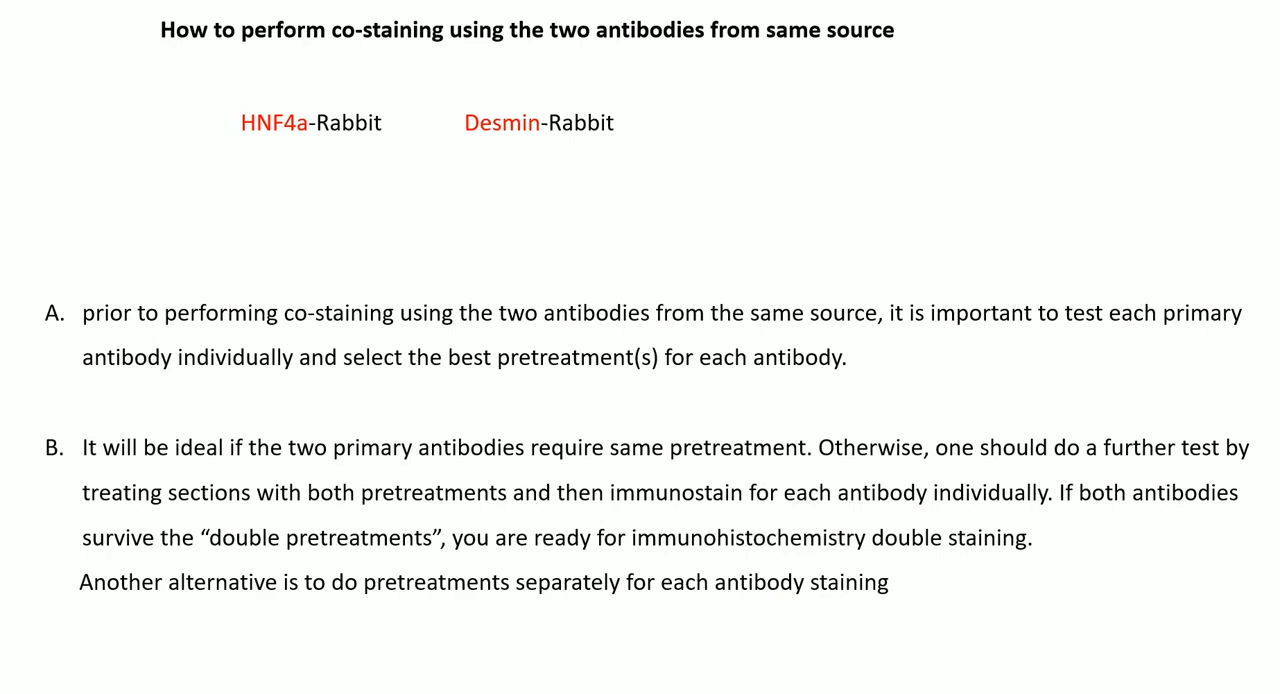 How to perform co-staining using the two antibodies from same source
HNF4a-Rabbit Desmin-Rabbit
A. prior to performing co-staining using the two antibodies from the same source, it is important to test each primary
antibody individually and select the best pretreatment(s) for each antibody.
B. It will be ideal if the two primary antibodies require same pretreatment. Otherwise, one should do a further test by
treating sections with both pretreatments and then immunostain for each antibody individually. If both antibodies
survive the “double pretreatments”, you are ready for immunohistochemistry double staining.
Another alternative is to do pretreatments separately for each antibody staining